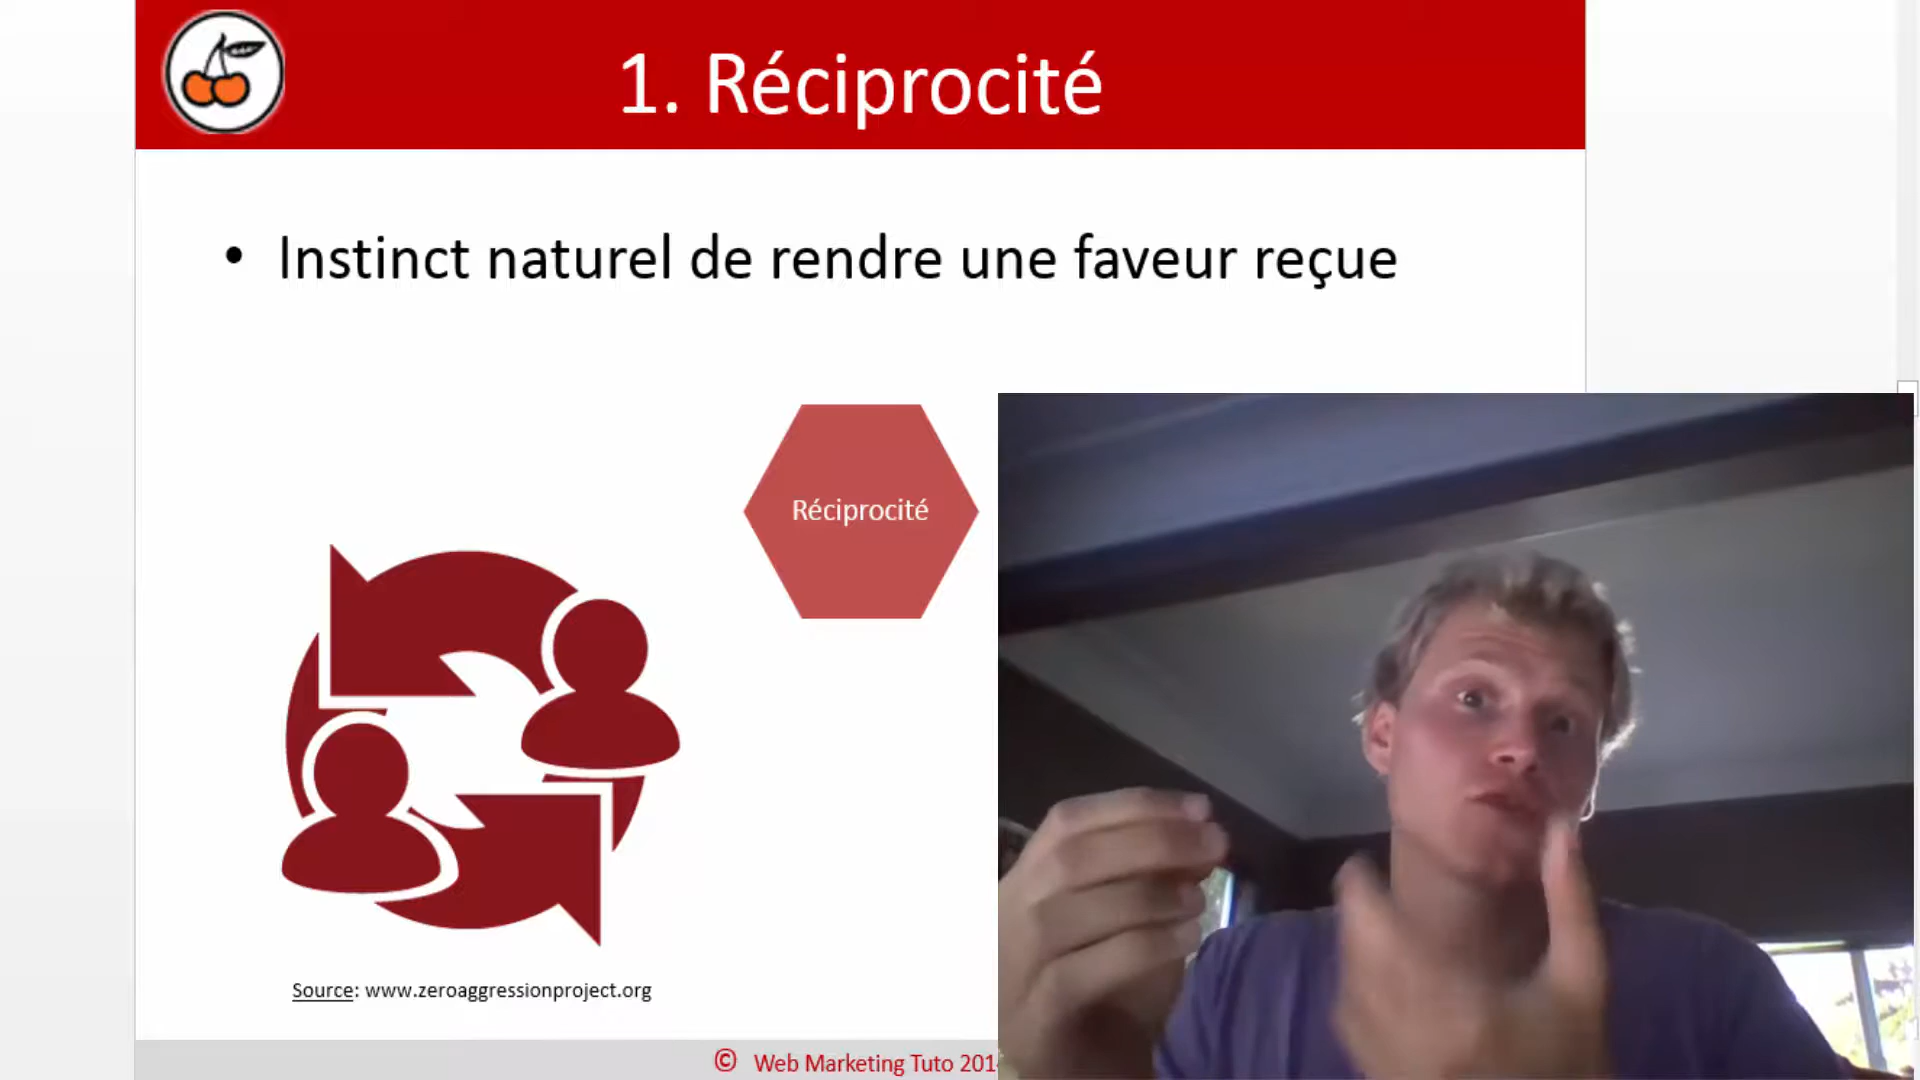 1. Réciprocité
• Instinct naturel de rendre une faveur reçue
Réciprocité
Source: www.zeroaggressionproject.org
© Web Marketing Tuto